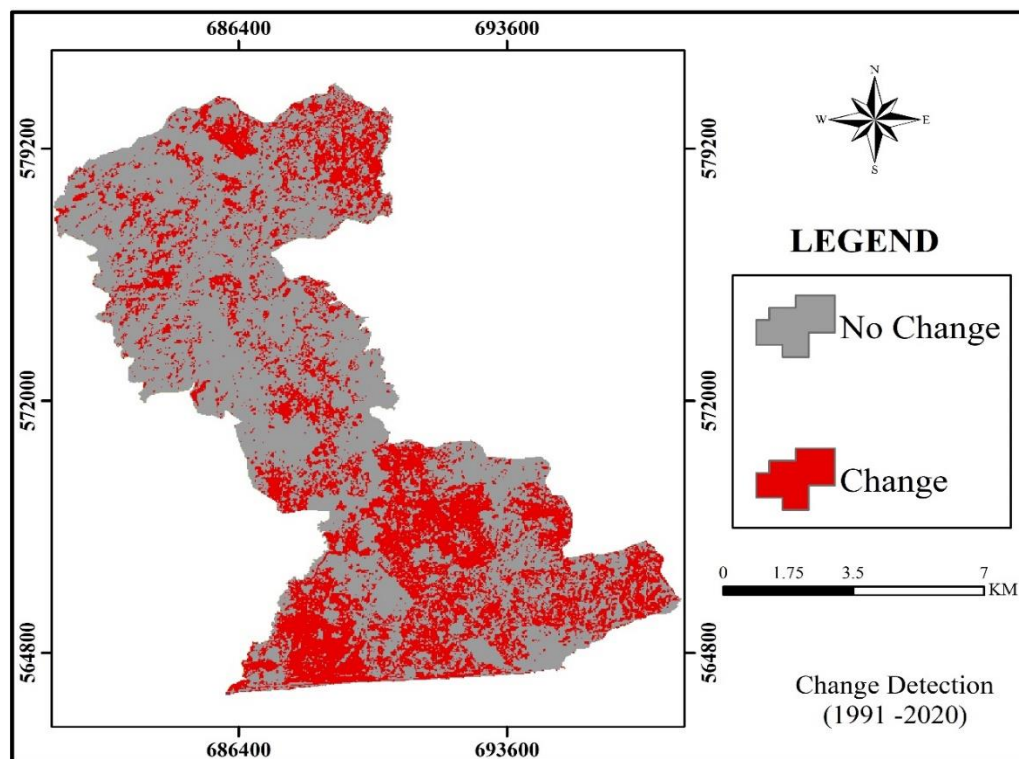 686400 693600
N
W E
S
579200 579200
LEGEND
No Change
572000 572000
Change
0 1.75 3.5 7
KM
564800 564800
Change Detection
(1991 -2020)
686400 693600